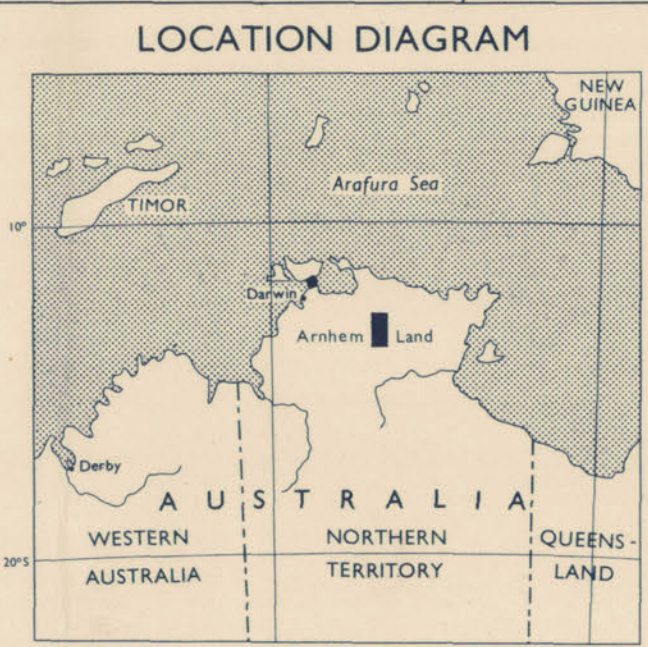 LOCATION DIAGRAM
NEW
GUINEA
Arafura Sea
TIMOR
10°
Darwin
Arnhem Land
Derby
AUSTRALIA
WESTERN
AUSTRALIA
NORTHERN
TERRITORY
QUEENS-
LAND
20°S